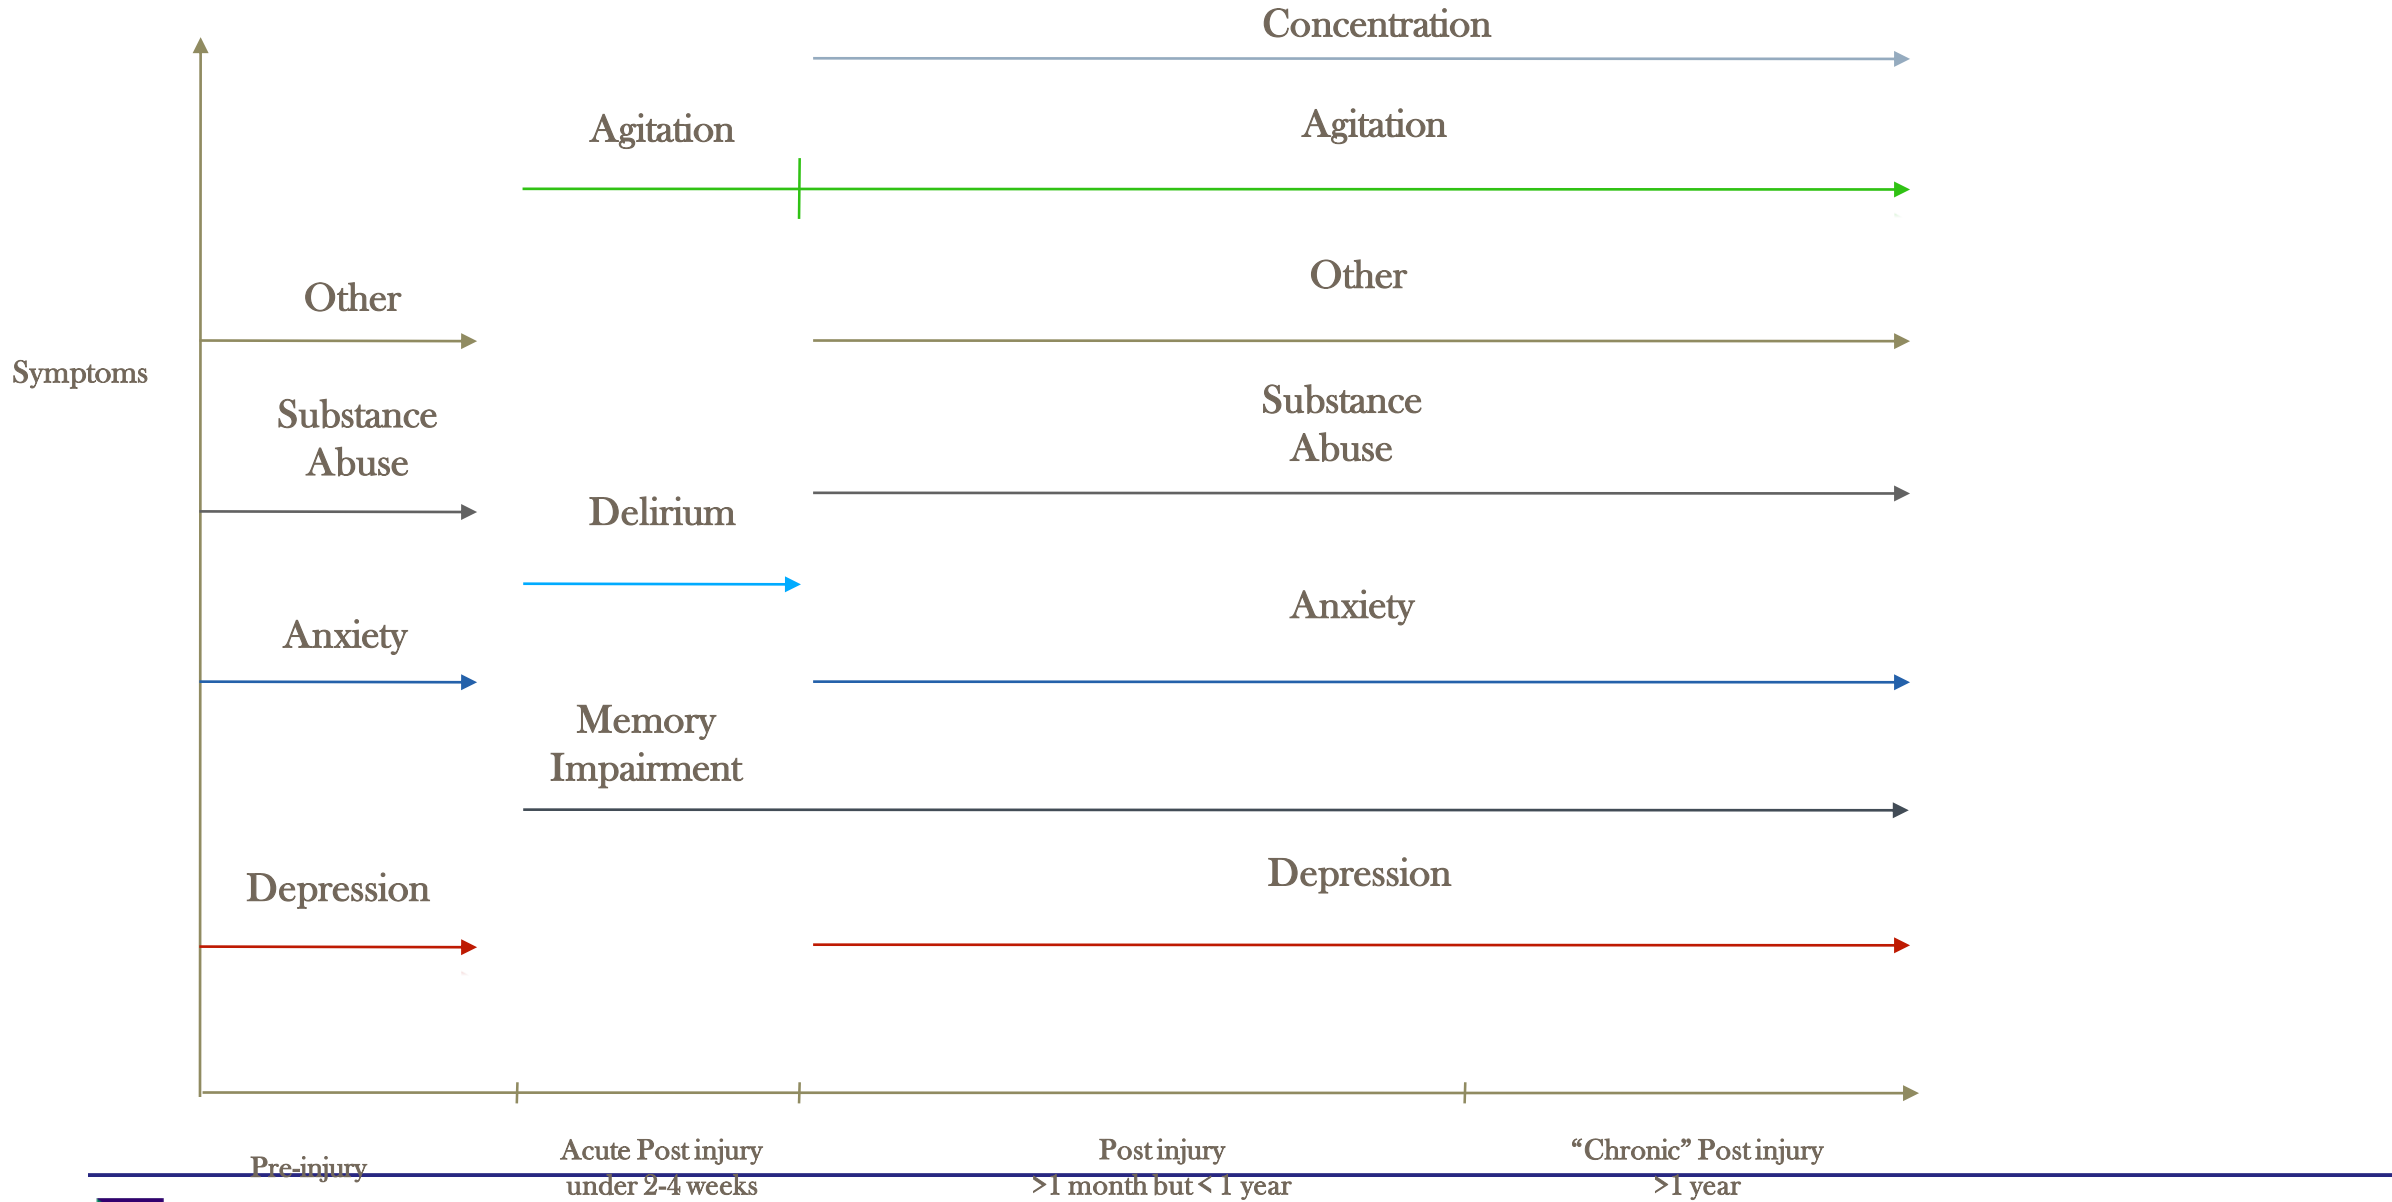 Concentration
Agitation
Agitation
Other
Other
Symptoms
Substance
Abuse
Substance
Abuse
Delirium
Anxiety
Anxiety
Memory
Impairment
Depression
Depression
Pre-injury
Acute Post injury
under 2-4 weeks
Post injury
>1 month but < 1 year
“Chronic” Post injury
>1 year